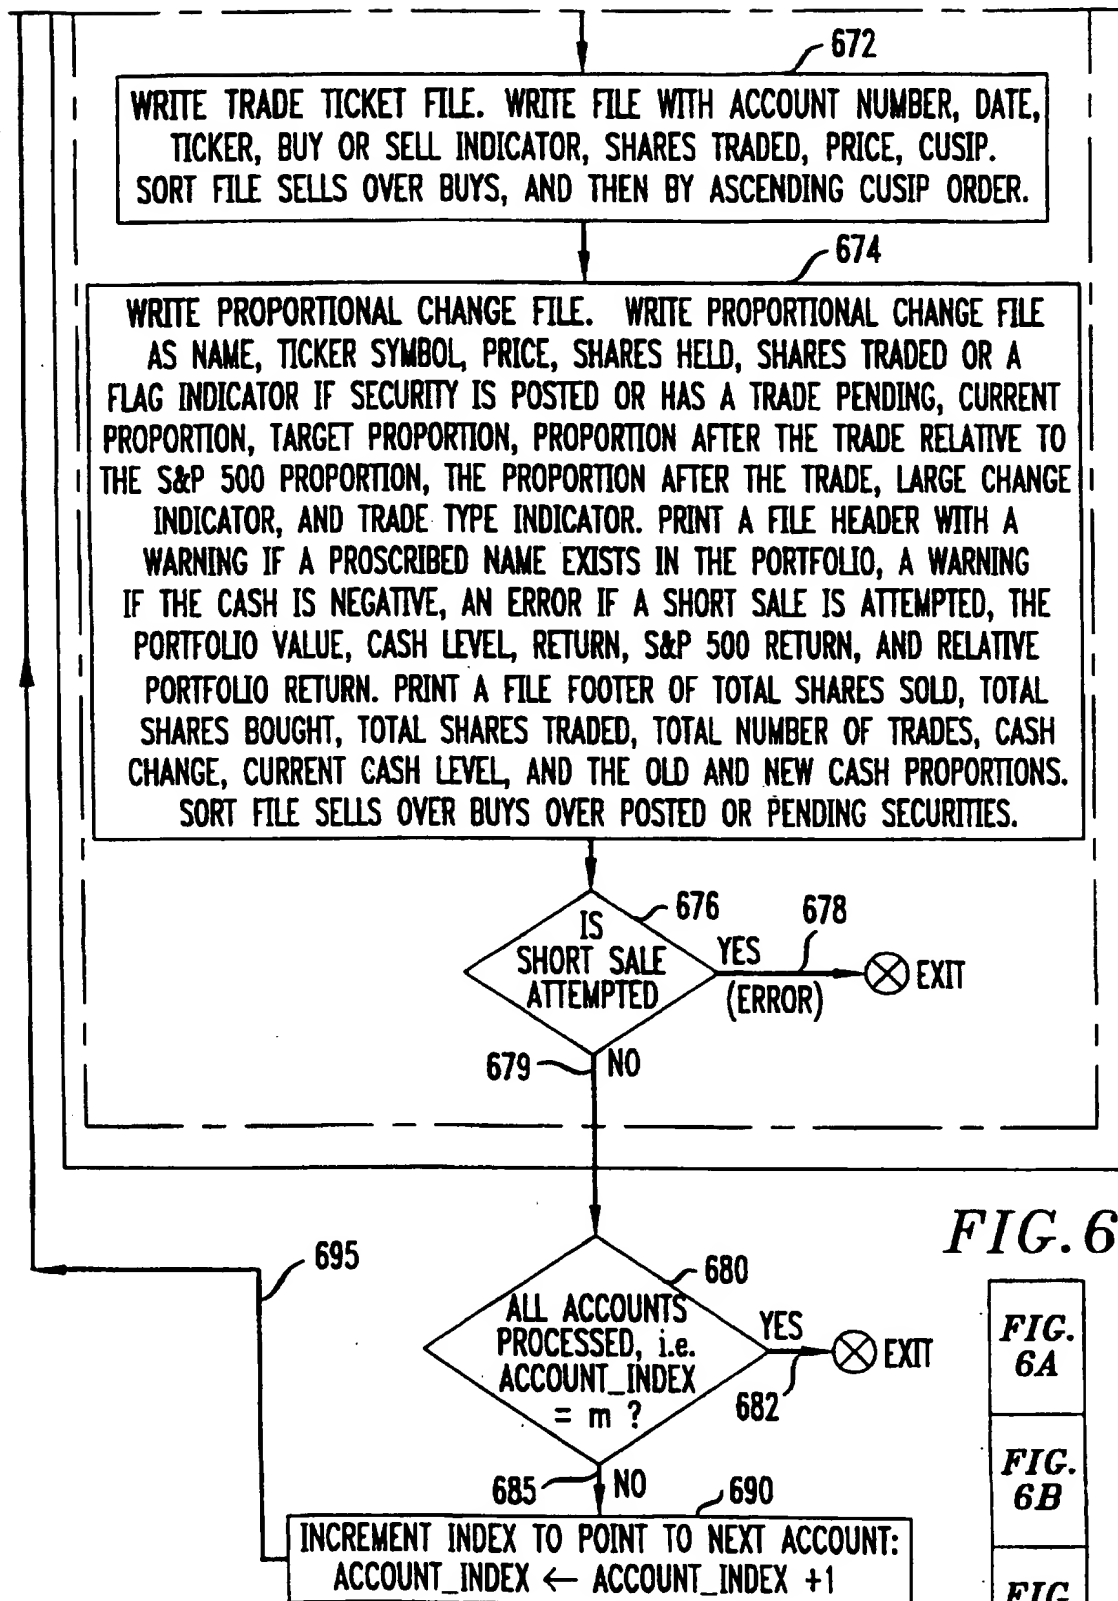 672
WRITE TRADE TICKET FILE. WRITE FILE WITH ACCOUNT NUMBER, DATE,
TICKER, BUY OR SELL INDICATOR, SHARES TRADED, PRICE, CUSIP.
SORT FILE SELLS OVER BUYS, AND THEN BY ASCENDING CUSIP ORDER.
674
WRITE PROPORTIONAL CHANGE FILE. WRITE PROPORTIONAL CHANGE FILE
AS NAME, TICKER SYMBOL, PRICE, SHARES HELD, SHARES TRADED OR A
FLAG INDICATOR IF SECURITY IS POSTED OR HAS A TRADE PENDING, CURRENT
PROPORTION, TARGET PROPORTION, PROPORTION AFTER THE TRADE RELATIVE TO
THE S&P 500 PROPORTION, THE PROPORTION AFTER THE TRADE, LARGE CHANGE
INDICATOR, AND TRADE TYPE INDICATOR. PRINT A FILE HEADER WITH A
WARNING IF A PROSCRIBED NAME EXISTS IN THE PORTFOLIO, A WARNING
IF THE CASH IS NEGATIVE, AN ERROR IF A SHORT SALE IS ATTEMPTED, THE
PORTFOLIO VALUE, CASH LEVEL, RETURN, S&P 500 RETURN, AND RELATIVE
PORTFOLIO RETURN. PRINT A FILE FOOTER OF TOTAL SHARES SOLD, TOTAL
SHARES BOUGHT, TOTAL SHARES TRADED, TOTAL NUMBER OF TRADES, CASH
CHANGE, CURRENT CASH LEVEL, AND THE OLD AND NEW CASH PROPORTIONS.
SORT FILE SELLS OVER BUYS OVER POSTED OR PENDING SECURITIES.
676
678
IS
SHORT SALE
ATTEMPTED
YES
(ERROR)
EXIT
679
NO
FIG.6
695
680
ALL ACCOUNTS
PROCESSED, i.e.
ACCOUNT_INDEX
= m ?
YES
EXIT
682
FIG.
6A
685
NO
690
FIG.
6B
INCREMENT INDEX TO POINT TO NEXT ACCOUNT:
ACCOUNT_INDEX ← ACCOUNT_INDEX +1
FIG